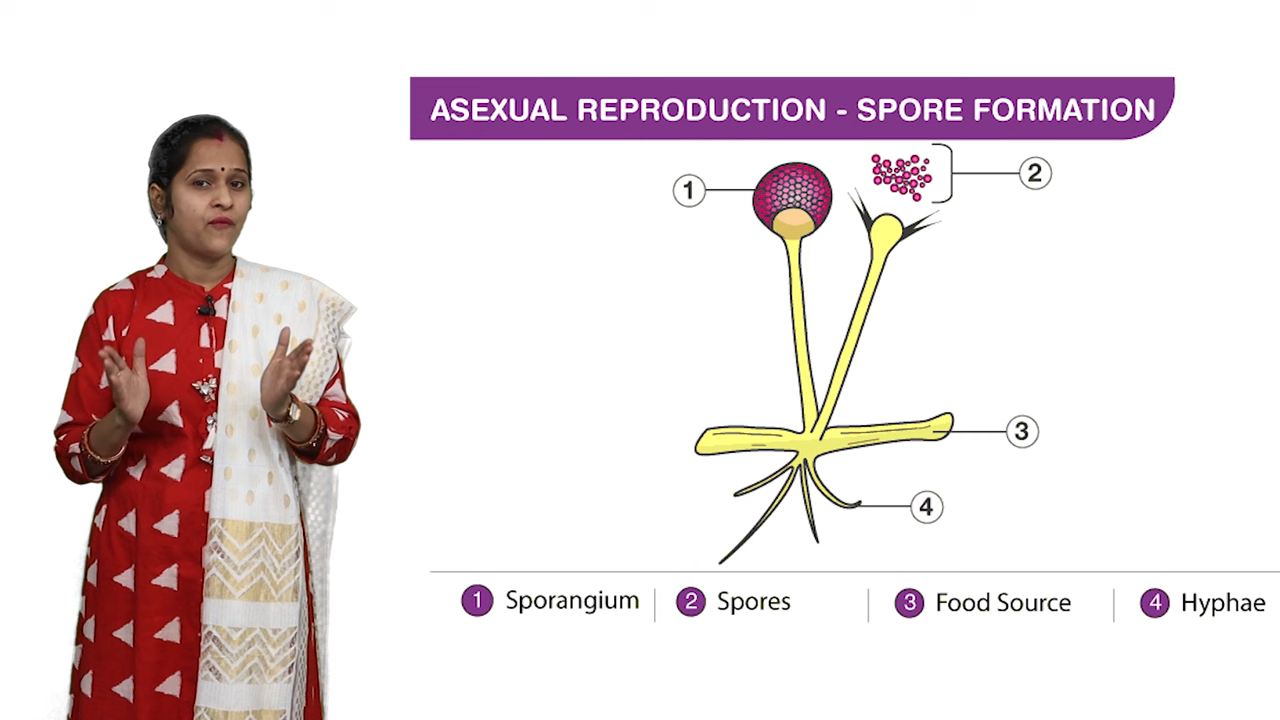 ASEXUAL REPRODUCTION - SPORE FORMATION
1
2
3
4
1 Sporangium
2 Spores
3 Food Source
4 Hyphae